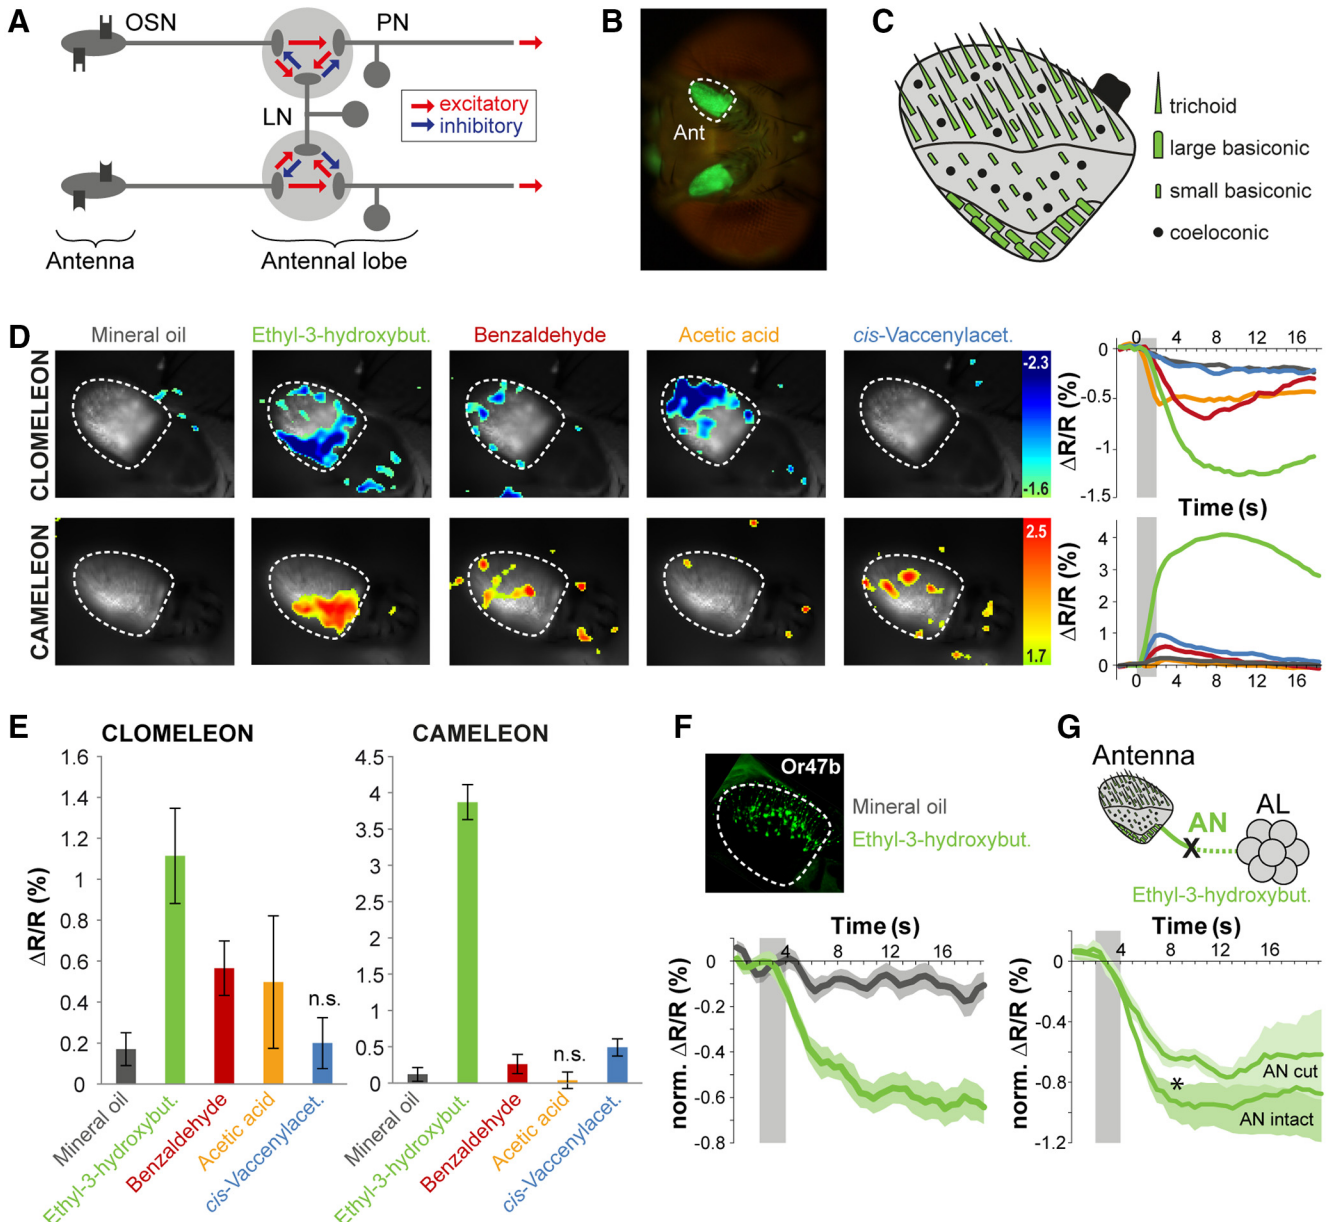 A
OSN
PN
LN
excitatory
inhibitory
Antenna
Antennal lobe
B
Ant
C
trichoid
large basiconic
small basiconic
coeloconic
D
Mineral oil
Ethyl-3-hydroxybut.
Benzaldehyde
Acetic acid
cis-Vaccenylacet.
CLOMELEON
-2.3
-1.6
0
-0.5
-1
-1.5
ΔR/R (%)
0 4 8 12 16
Time (s)
CAMELEON
2.5
1.7
4
3
2
1
0
ΔR/R (%)
0 4 8 12 16
E
CLOMELEON
1.6
1.4
1.2
1
0.8
0.6
0.4
0.2
0
ΔR/R (%)
n.s.
Mineral oil
Ethyl-3-hydroxybut.
Benzaldehyde
Acetic acid
cis-Vaccenylacet.
CAMELEON
4.5
4
3.5
3
2.5
2
1.5
1
0.5
0
n.s.
Mineral oil
Ethyl-3-hydroxybut.
Benzaldehyde
Acetic acid
cis-Vaccenylacet.
F
Or47b
Mineral oil
Ethyl-3-hydroxybut.
Time (s)
4 8 12 16
0
-0.2
-0.4
-0.6
-0.8
norm. ΔR/R (%)
G
Antenna
AN
X
AL
Ethyl-3-hydroxybut.
Time (s)
4 8 12 16
0
-0.4
-0.8
-1.2
norm. ΔR/R (%)
*
AN cut
AN intact